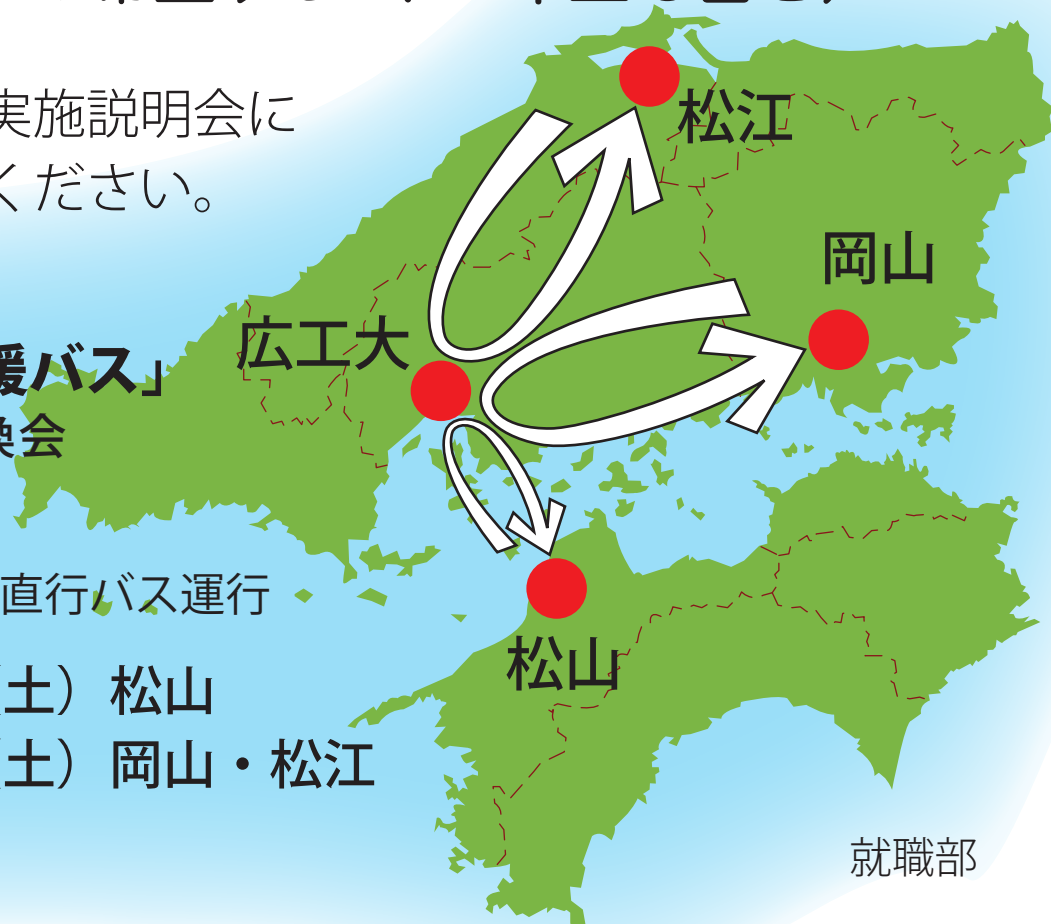 実施説明会に
ください。
松江
岡山
広工大
援バス」
換会
直行バス運行
松山
土）松山
（土）岡山・松江
就職部